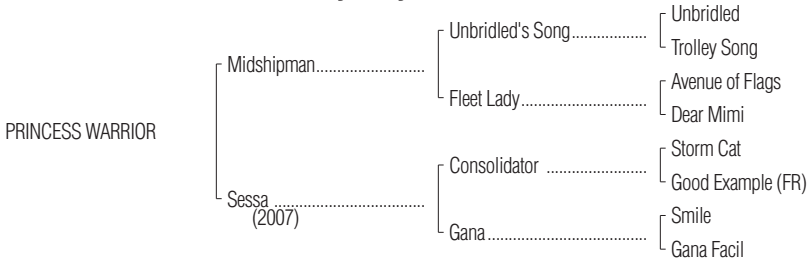 Unbridled
Unbridled's Song..................
Trolley Song
Midshipman..........................
Avenue of Flags
Fleet Lady..............................
Dear Mimi
PRINCESS WARRIOR
Storm Cat
Consolidator ........................
Good Example (FR)
Sessa ....................................
(2007)
Smile
Gana......................................
Gana Facil